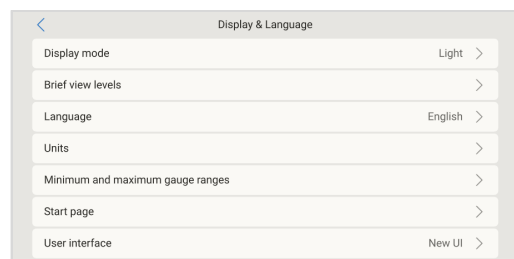 Display & Language
Display mode Light
Brief view levels
Language English
Units
Minimum and maximum gauge ranges
Start page
User interface New UI